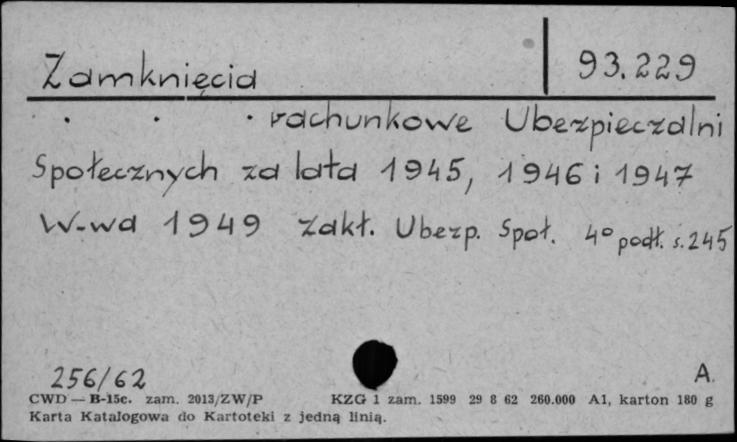 Zamknięcia 93.229
. . . rachunkowe Ubezpieczalni
Społecznych za lata 1945, 1946 i 1947
W-wa 1949 Zakł. Ubezp. Społ. 4° podł. s. 245
256/62 A.
CWD — B-15c. zam. 2013/ZW/P KZG 1 zam. 1599 29 8 62 260.000 A1, karton 180 g
Karta Katalogowa do Kartoteki z jedną linią.